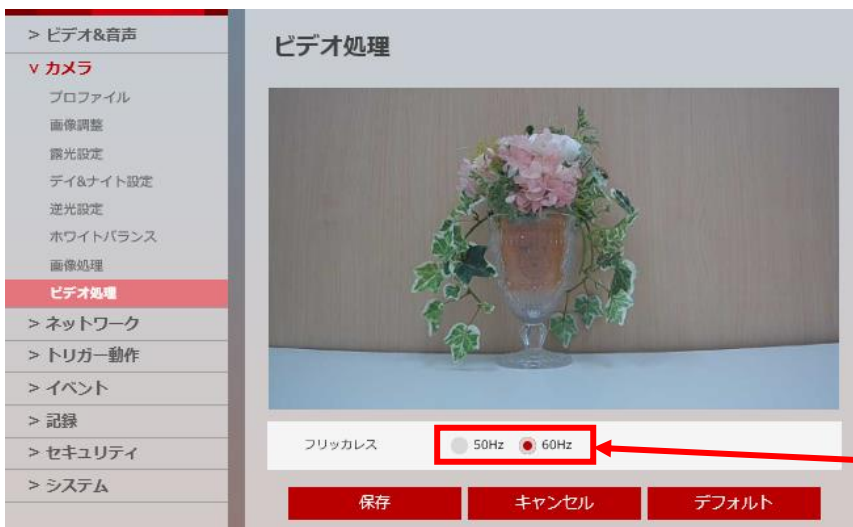 > ビデオ&音声
v カメラ
プロファイル
画像調整
露光設定
デイ&ナイト設定
逆光設定
ホワイトバランス
画像処理
ビデオ処理
> ネットワーク
> トリガー動作
> イベント
> 記録
> セキュリティ
> システム
ビデオ処理
フリッカレス 50Hz 60Hz
保存 キャンセル デフォルト